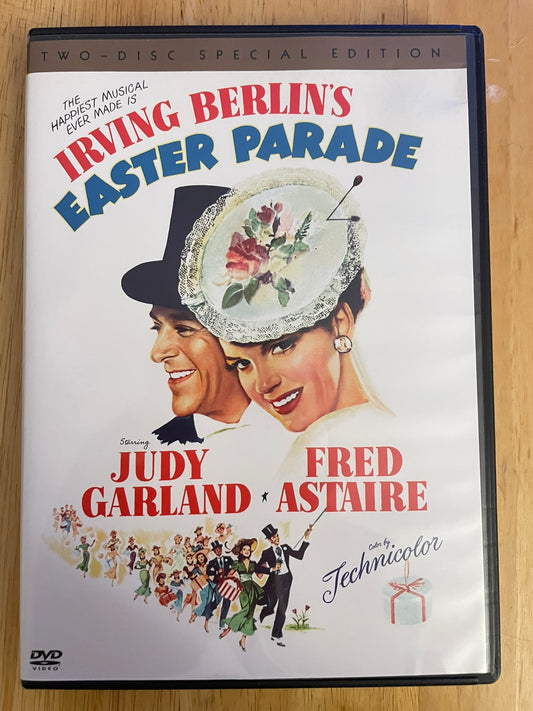 TWO-DISC SPECIAL EDITION
THE
HAPPIEST MUSICAL
EVER MADE IS
IRVING BERLIN'S
EASTER PARADE
Starring
JUDY GARLAND
FRED ASTAIRE
Color by
Technicolor
DVD
VIDEO